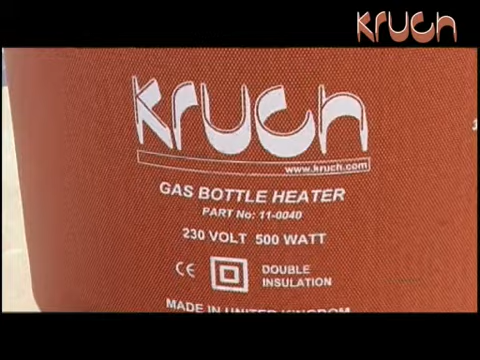 Kruch
Kruch
www.kruch.com
GAS BOTTLE HEATER
PART No: 11-0040
230 VOLT 500 WATT
CE
DOUBLE
INSULATION
MADE IN UNITED KINGDOM